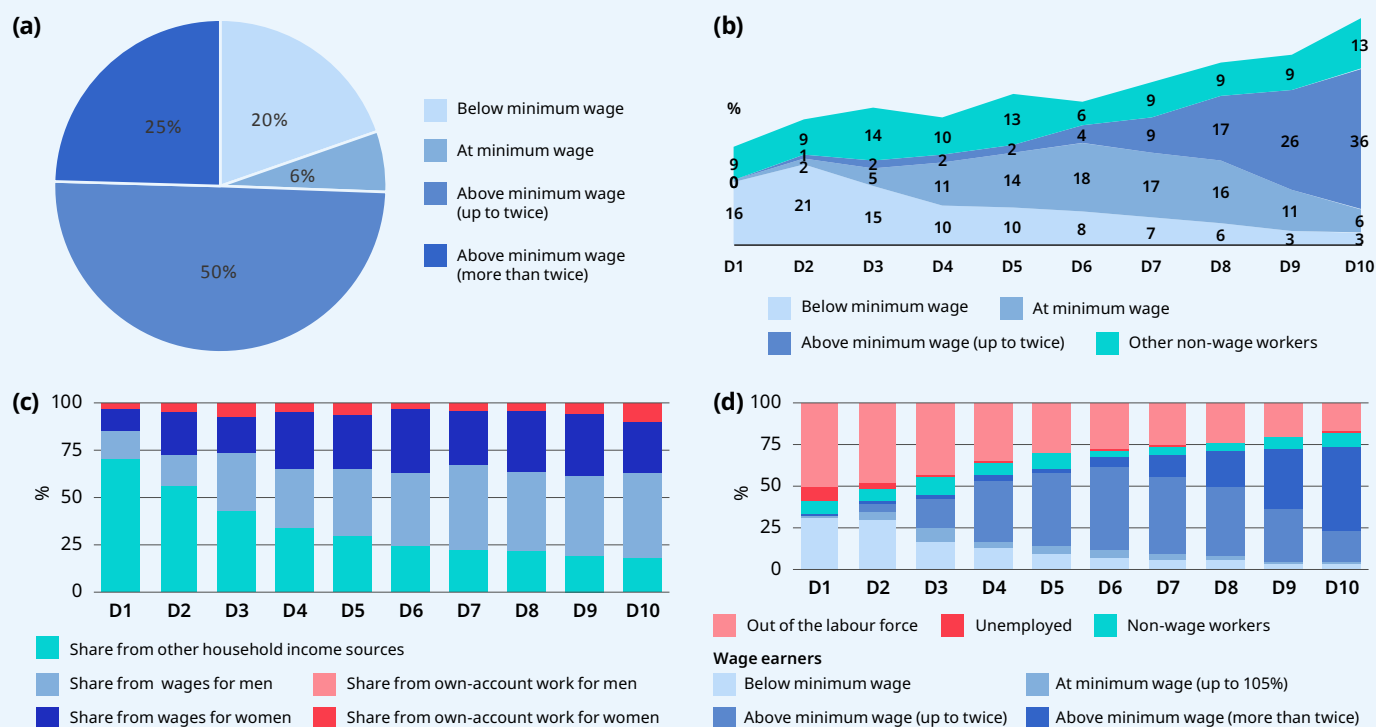 (a)
20%
6%
50%
25%
Below minimum wage
At minimum wage
Above minimum wage
(up to twice)
Above minimum wage
(more than twice)
(b)
%
13
9
9
9
6
13
10
14
9
9
36
26
17
9
4
2
2
2
1
0
6
11
16
17
18
14
11
5
2
16
21
15
10
10
8
7
6
3
3
D1 D2 D3 D4 D5 D6 D7 D8 D9 D10
Below minimum wage At minimum wage
Above minimum wage (up to twice) Other non-wage workers
(c)
100
75
50
25
0
%
D1 D2 D3 D4 D5 D6 D7 D8 D9 D10
Share from other household income sources
Share from wages for men Share from own-account work for men
Share from wages for women Share from own-account work for women
(d)
100
75
50
25
0
%
D1 D2 D3 D4 D5 D6 D7 D8 D9 D10
Out of the labour force Unemployed Non-wage workers
Wage earners
Below minimum wage At minimum wage (up to 105%)
Above minimum wage (up to twice) Above minimum wage (more than twice)